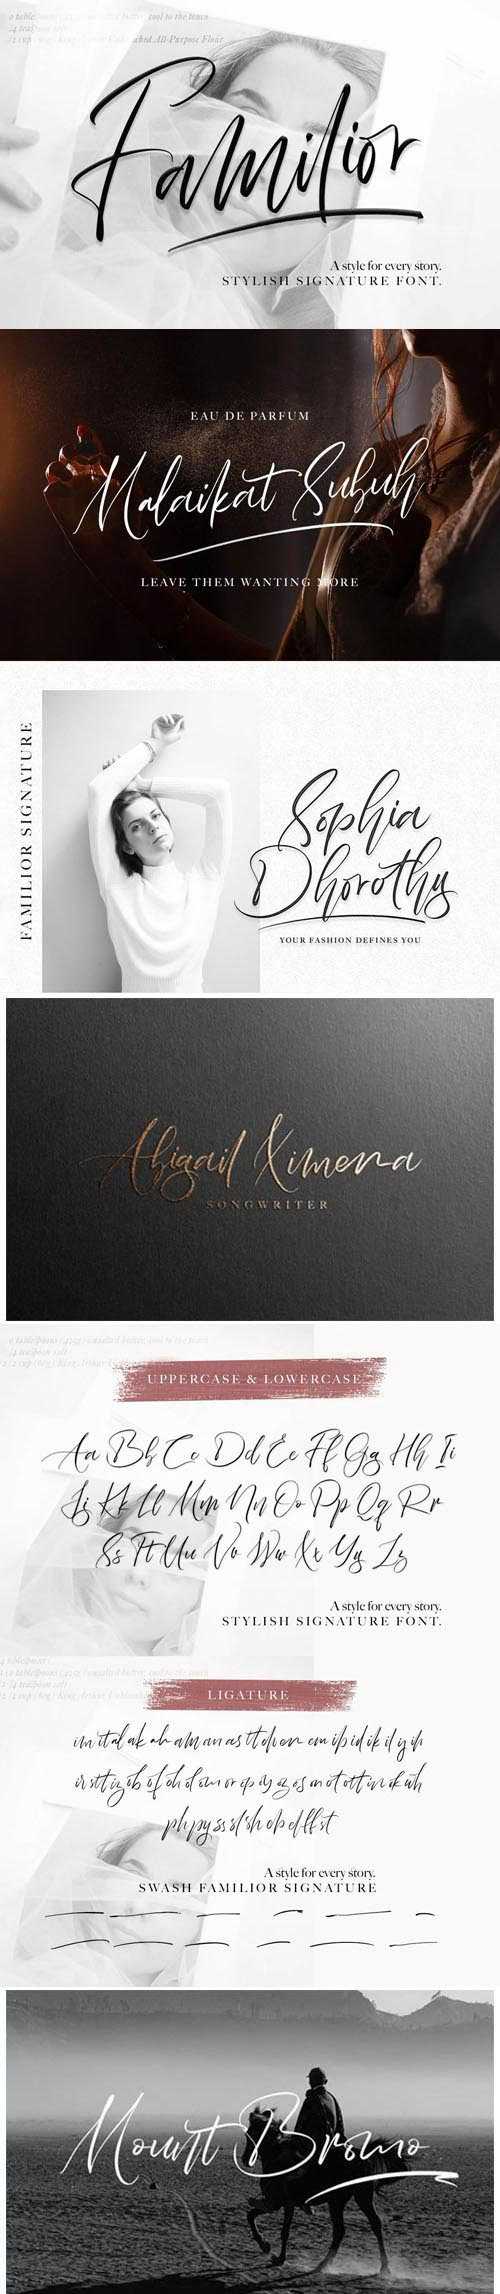 Familior
A style for every story.
STYLISH SIGNATURE FONT.
EAU DE PARFUM
Malaikat Subuh
LEAVE THEM WANTING MORE
FAMILIOR SIGNATURE
Sophia
Dhorothy
YOUR FASHION DEFINES YOU
Abigail Ximena
SONGWRITER
UPPERCASE & LOWERCASE
Aa Bb Cc Dd Ee Ff Gg Hh Ii
Jj Kk Ll Mm Nn Oo Pp Qq Rr
Ss Tt Uu Vv Ww Xx Yy Zz
A style for every story.
STYLISH SIGNATURE FONT.
LIGATURE
A style for every story.
SWASH FAMILIOR SIGNATURE
Mount Bromo